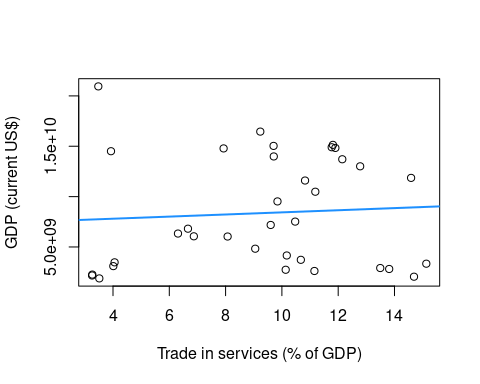 GDP (current US$)
1.5e+10
5.0e+09
4 6 8 10 12 14
Trade in services (% of GDP)